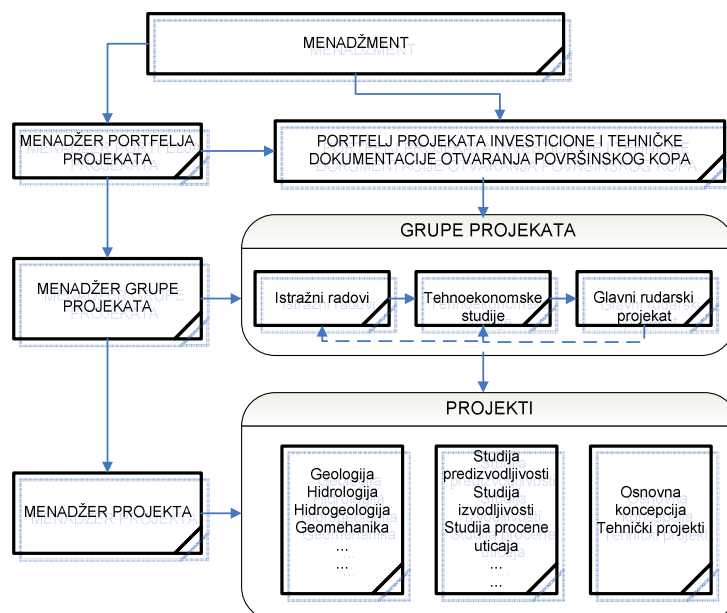 MENADŽMENT
MENADŽER PORTFELJA
PROJEKATA
PORTFELJ PROJEKATA INVESTICIONE I TEHNIČKE
DOKUMENTACIJE OTVARANJA POVRŠINSKOG KOPA
GRUPE PROJEKATA
MENADŽER GRUPE
PROJEKATA
Istražni radovi
Tehnoekonomske
studije
Glavni rudarski
projekat
PROJEKTI
MENADŽER PROJEKTA
Geologija
Hidrologija
Hidrogeologija
Geomehanika
...
...
Studija
predizvodljivosti
Studija
izvodljivosti
Studija procene
uticaja
...
...
Osnovna
koncepcija
Tehnički projekti